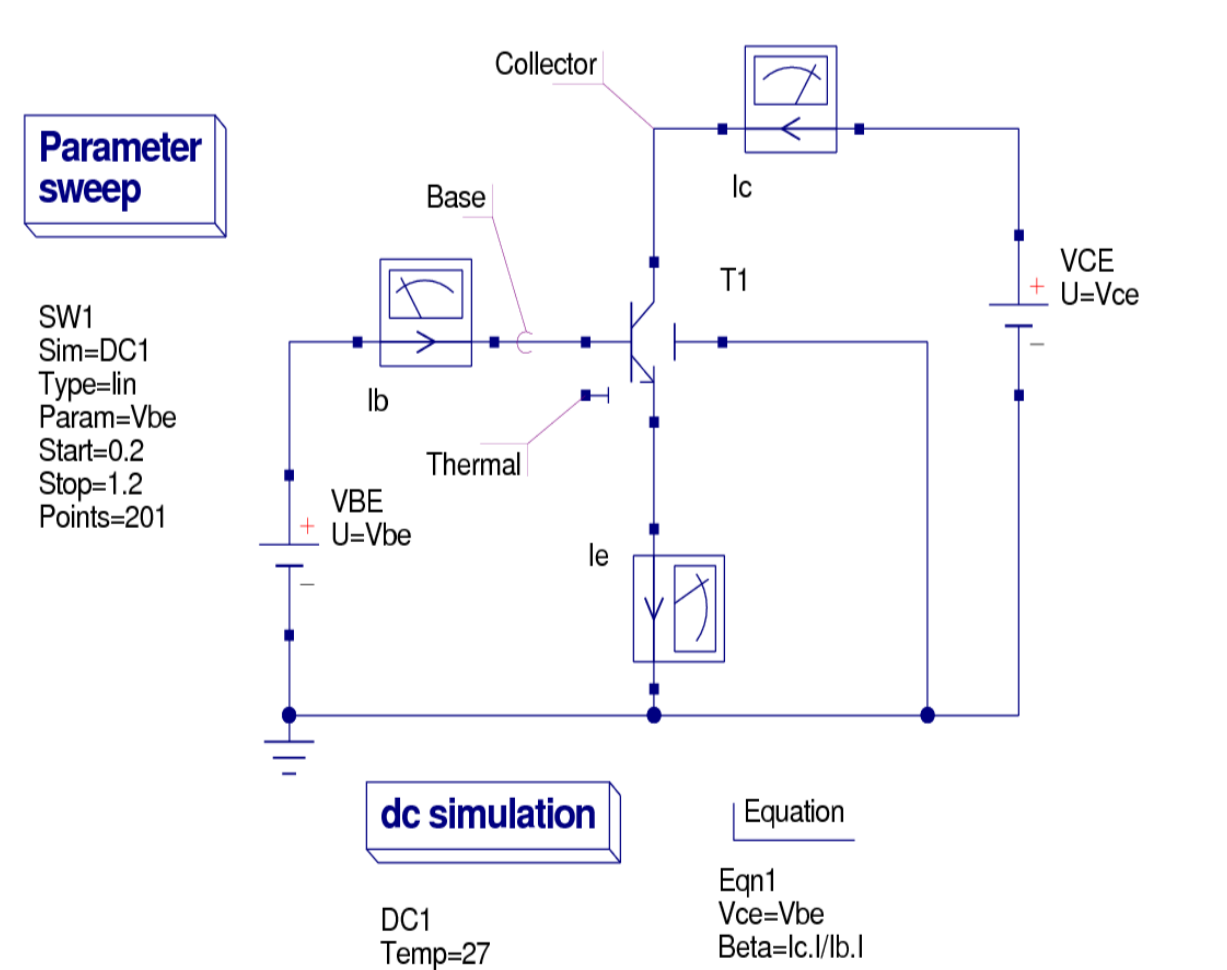 Collector
Parameter
sweep
Ic
Base
T1
VCE
+
U=Vce
SW1
Sim=DC1
Type=lin
Param=Vbe
Start=0.2
Stop=1.2
Points=201
Ib
Thermal
VBE
+
U=Vbe
Ie
dc simulation
Equation
DC1
Temp=27
Eqn1
Vce=Vbe
Beta=Ic.I/Ib.I